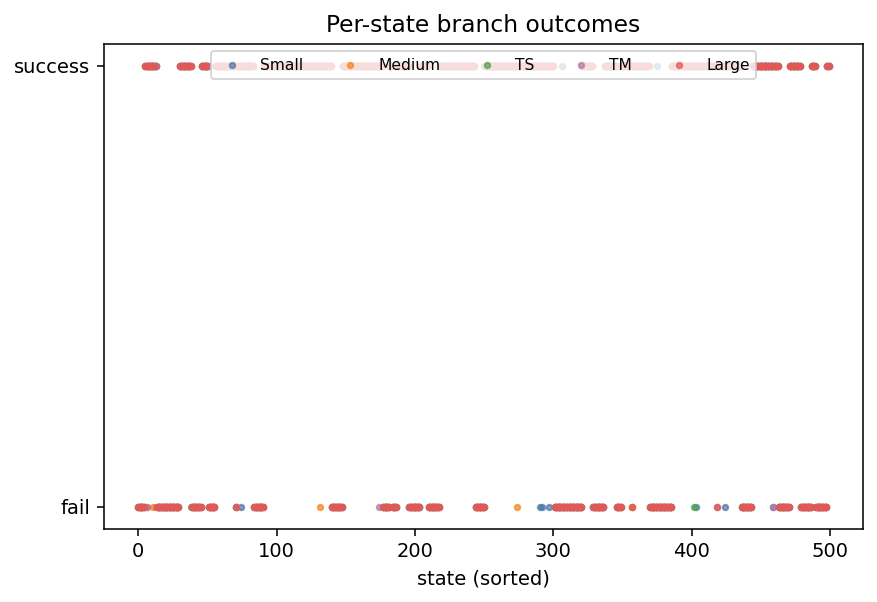 Per-state branch outcomes
success
Small Medium TS TM Large
fail
0 100 200 300 400 500
state (sorted)